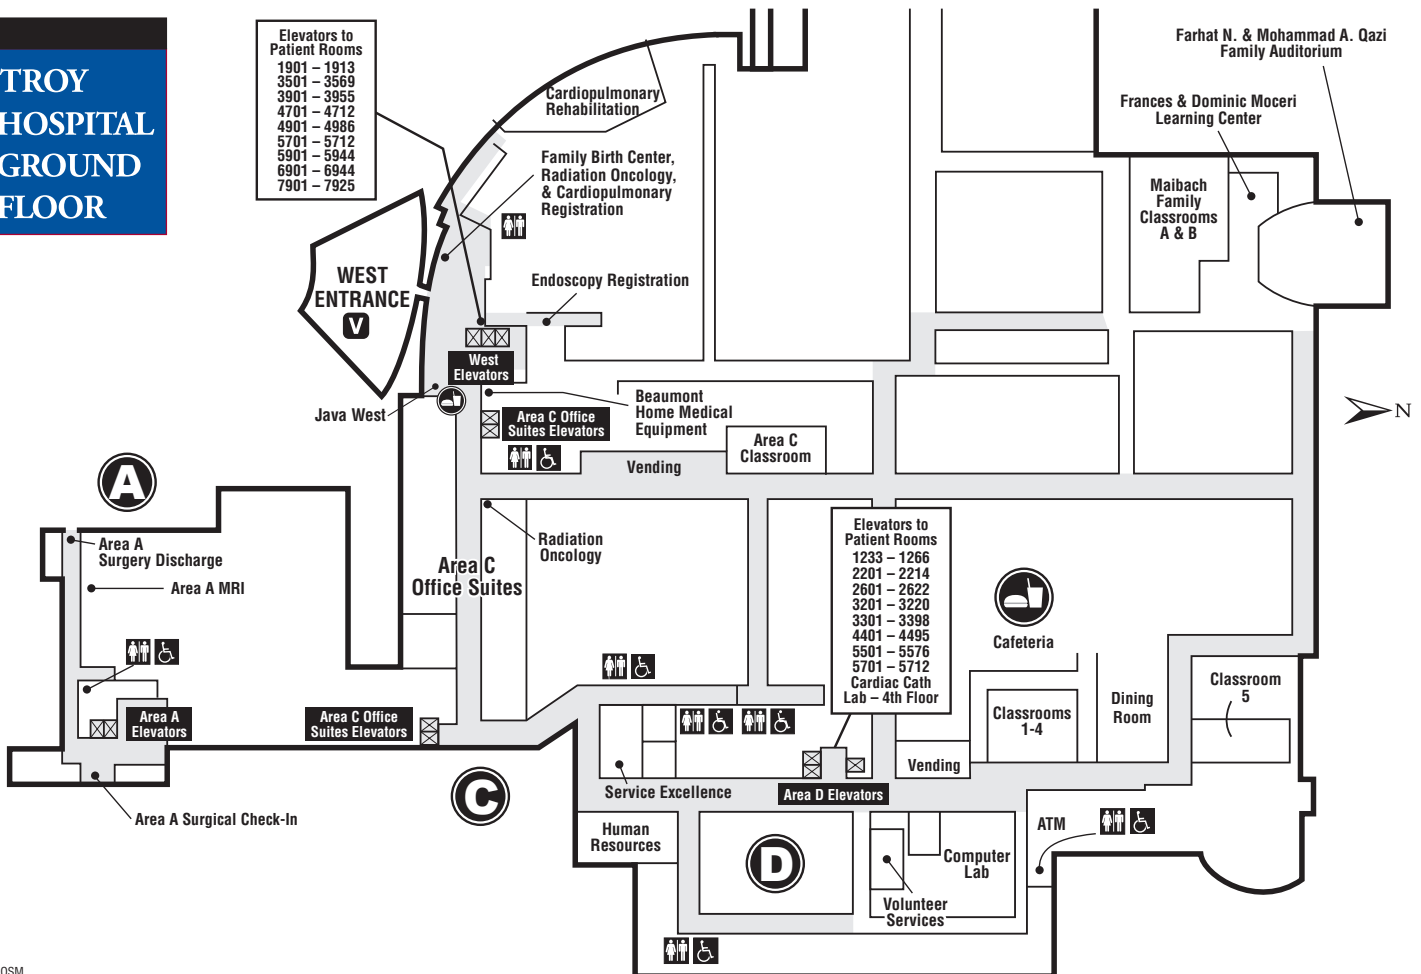 TROY
HOSPITAL
GROUND
FLOOR
Elevators to
Patient Rooms
1901 – 1913
3501 – 3569
3901 – 3955
4701 – 4712
4901 – 4986
5701 – 5712
5901 – 5944
6901 – 6944
7901 – 7925
Cardiopulmonary
Rehabilitation
Family Birth Center,
Radiation Oncology,
& Cardiopulmonary
Registration
Farhat N. & Mohammad A. Qazi
Family Auditorium
Frances & Dominic Moceri
Learning Center
Maibach
Family
Classrooms
A & B
WEST
ENTRANCE
V
Endoscopy Registration
West
Elevators
Java West
Beaumont
Home Medical
Equipment
Area C Office
Suites Elevators
Area C
Classroom
Vending
N
A
Area A
Surgery Discharge
Area A MRI
Radiation
Oncology
Area C
Office Suites
Elevators to
Patient Rooms
1233 – 1266
2201 – 2214
2601 – 2622
3201 – 3220
3301 – 3398
4401 – 4495
5501 – 5576
5701 – 5712
Cardiac Cath
Lab – 4th Floor
Cafeteria
Classroom
5
Dining
Room
Classrooms
1-4
Area A
Elevators
Area C Office
Suites Elevators
Vending
Service Excellence
Area D Elevators
C
Area A Surgical Check-In
Human
Resources
D
Computer
Lab
Volunteer
Services
ATM
OSM